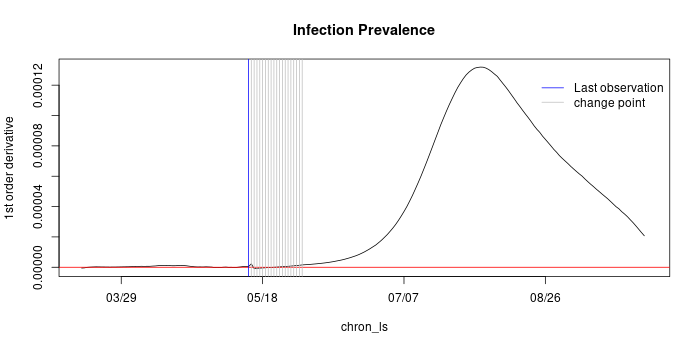 Infection Prevalence
1st order derivative
0.00012
0.00008
0.00004
0.00000
Last observation
change point
03/29
05/18
07/07
08/26
chron_ls